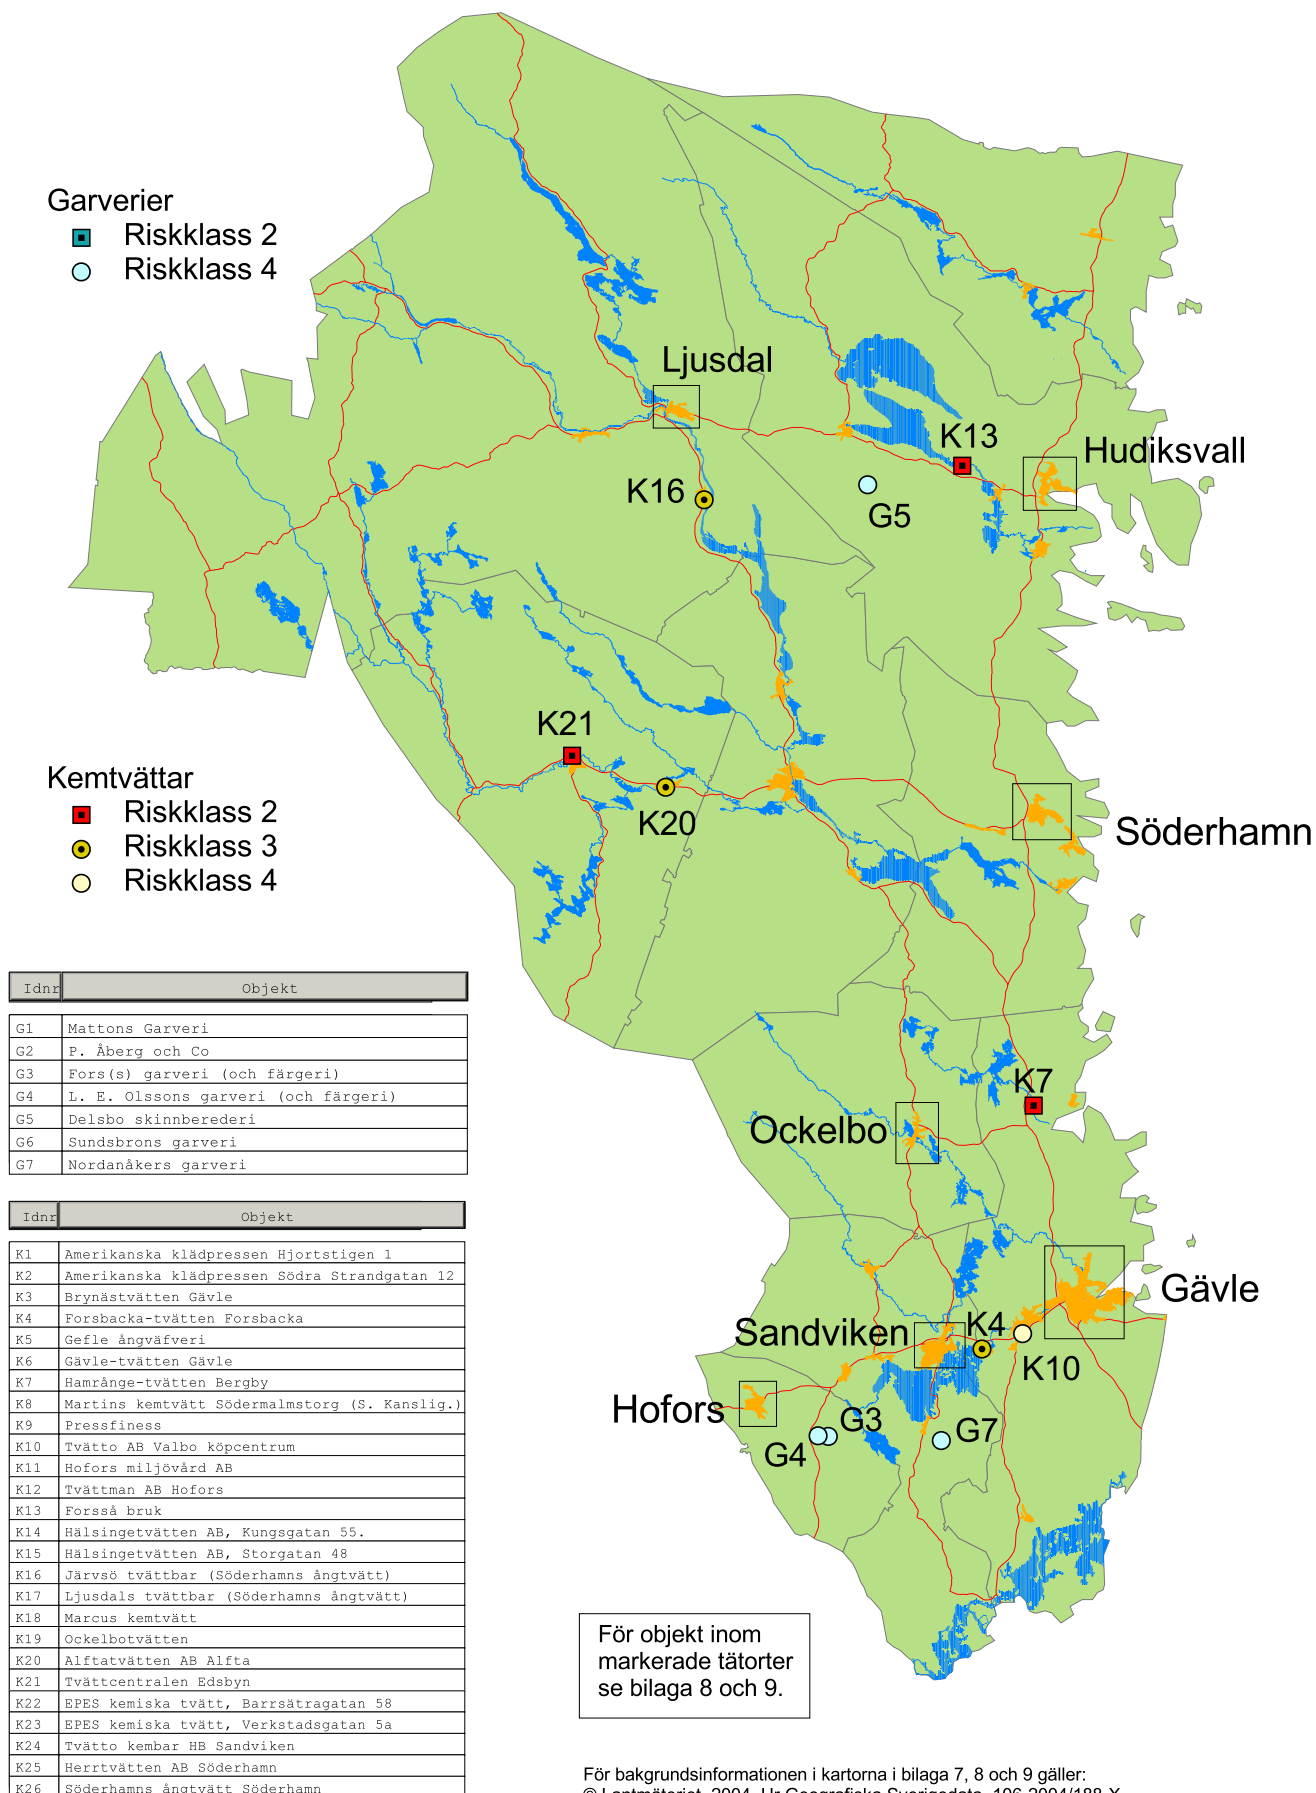 Garverier
Riskklass 2
Riskklass 4
Ljusdal
K13
Hudiksvall
K16
G5
K21
K20
Söderhamn
Kemtvättar
Riskklass 2
Riskklass 3
Riskklass 4
K7
Ockelbo
Gävle
Sandviken
K4
K10
Hofors
G3
G4
G7
Idnr Objekt
G1 Mattons Garveri
G2 P. Åberg och Co
G3 Fors(s) garveri (och färgeri)
G4 L. E. Olssons garveri (och färgeri)
G5 Delsbo skinnberederi
G6 Sundsbrons garveri
G7 Nordanåkers garveri
Idnr Objekt
K1 Amerikanska klädpressen Hjortstigen 1
K2 Amerikanska klädpressen Södra Strandgatan 12
K3 Brynästvätten Gävle
K4 Forsbacka-tvätten Forsbacka
K5 Gefle ångväfveri
K6 Gävle-tvätten Gävle
K7 Hamrånge-tvätten Bergby
K8 Martins kemtvätt Södermalmstorg (S. Kanslig.)
K9 Pressfiness
K10 Tvätto AB Valbo köpcentrum
K11 Hofors miljövård AB
K12 Tvättman AB Hofors
K13 Forsså bruk
K14 Hälsingetvätten AB, Kungsgatan 55.
K15 Hälsingetvätten AB, Storgatan 48
K16 Järvsö tvättbar (Söderhamns ångtvätt)
K17 Ljusdals tvättbar (Söderhamns ångtvätt)
K18 Marcus kemtvätt
K19 Ockelbotvätten
K20 Alftatvätten AB Alfta
K21 Tvättcentralen Edsbyn
K22 EPES kemiska tvätt, Barrsätragatan 58
K23 EPES kemiska tvätt, Verkstadsgatan 5a
K24 Tvätto kembar HB Sandviken
K25 Herrtvätten AB Söderhamn
K26 Söderhamns ångtvätt Söderhamn
För objekt inom
markerade tätorter
se bilaga 8 och 9.
För bakgrundsinformationen i kartorna i bilaga 7, 8 och 9 gäller:
© Lantmäteriet, 2004. Ur Geografiska Sverigedata, 106-2004/188-X